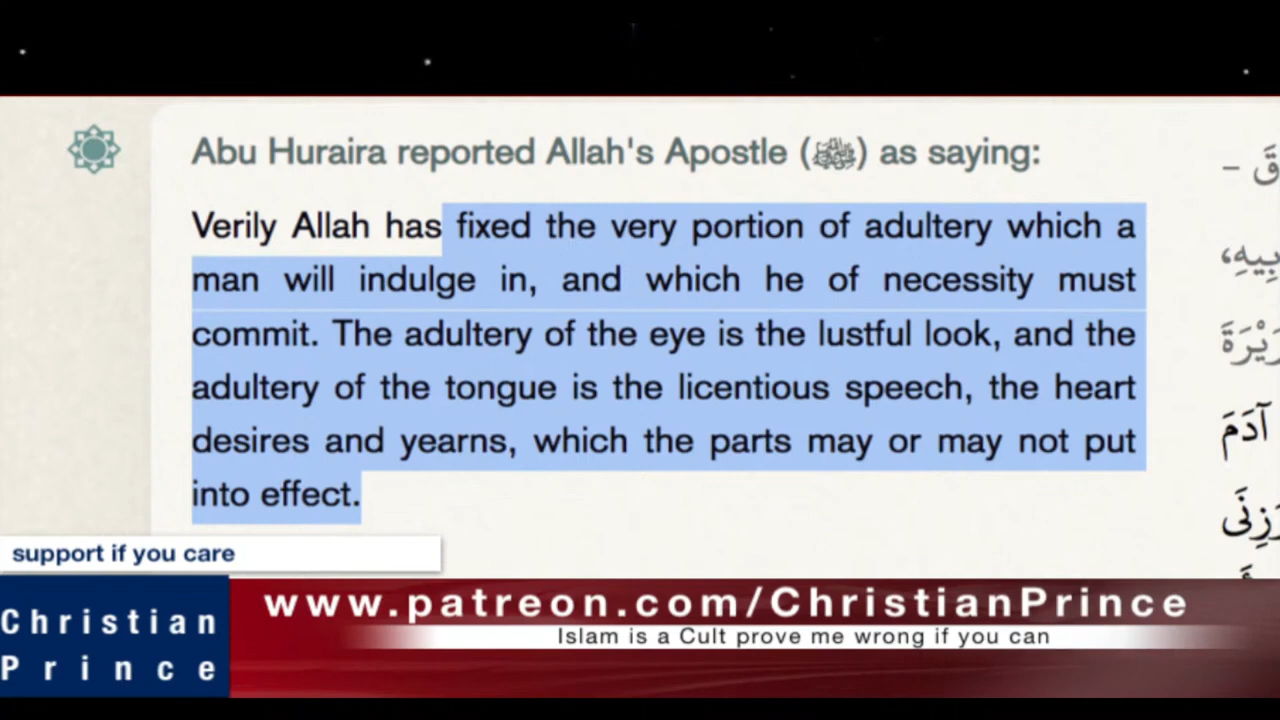 Abu Huraira reported Allah's Apostle (ﷺ) as saying:
Verily Allah has fixed the very portion of adultery which a
man will indulge in, and which he of necessity must
commit. The adultery of the eye is the lustful look, and the
adultery of the tongue is the licentious speech, the heart
desires and yearns, which the parts may or may not put
into effect.
آدَمَ
support if you care
Christian
Prince
www.patreon.com/ChristianPrince
Islam is a Cult prove me wrong if you can